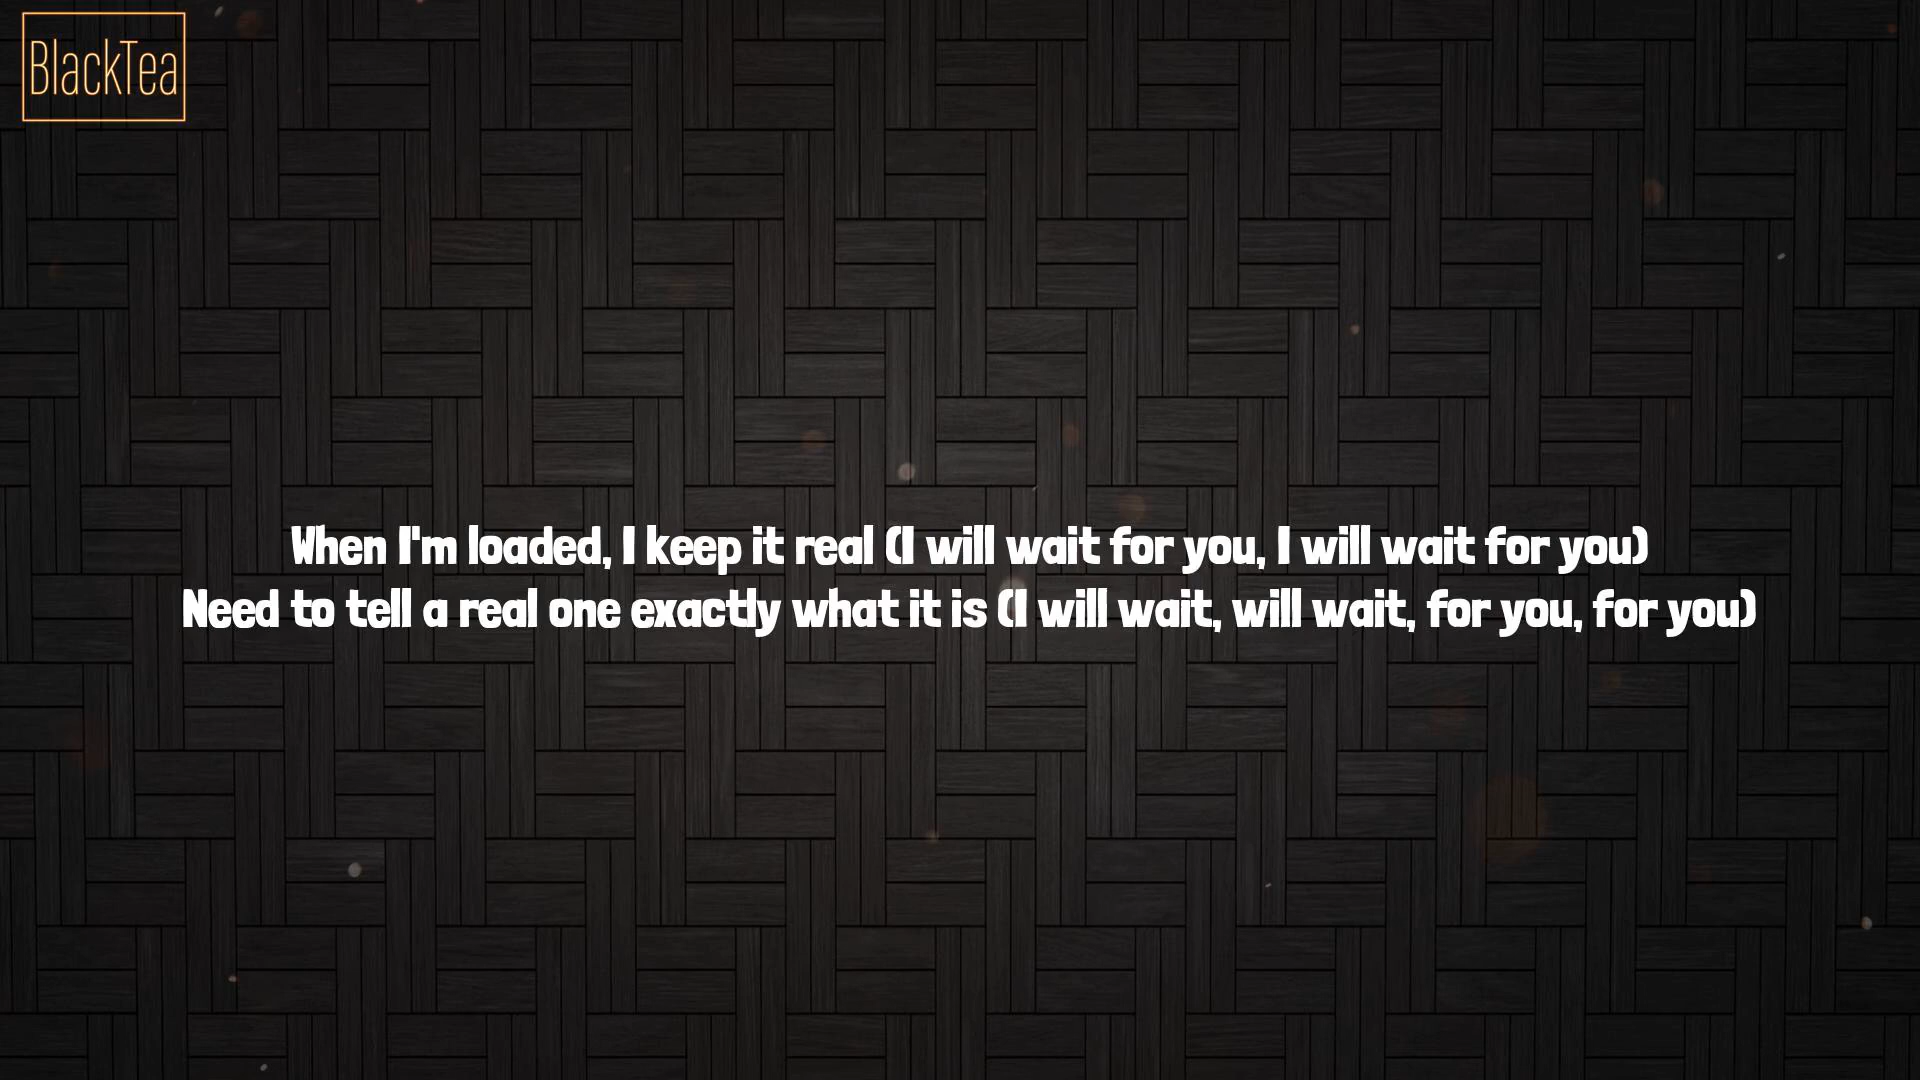 BlackTea
When I'm loaded, I keep it real (I will wait for you, I will wait for you)
Need to tell a real one exactly what it is (I will wait, will wait, for you, for you)